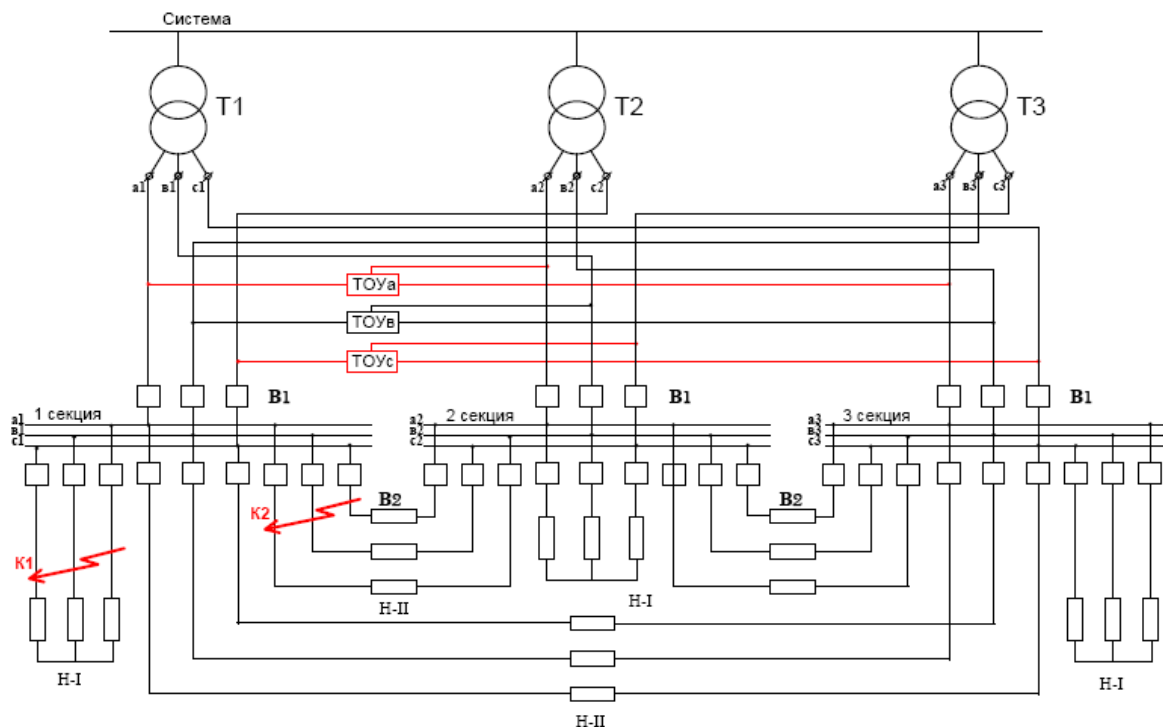 Система
Т1 Т2 Т3
а1 в1 с1 а2 в2 с2 а3 в3 с3
ТОУа
ТОУв
ТОУс
В1 В1 В1
а1 1 секция а2 2 секция а3 3 секция
в1 в2 в3
с1 с2 с3
К2 В2 В2
К1
Н-II Н-I
Н-I Н-I
Н-II